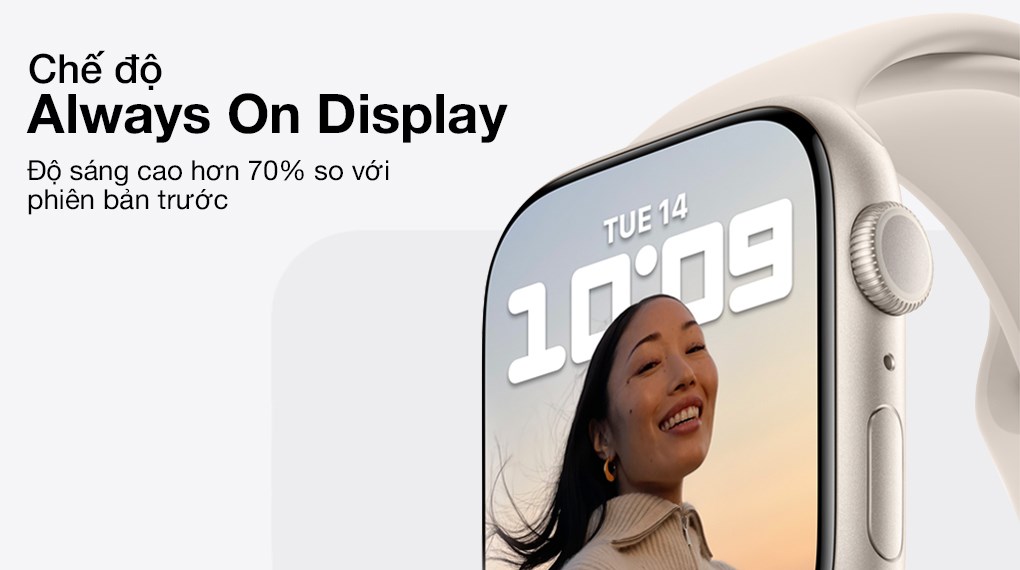 Chế độ
Always On Display
Độ sáng cao hơn 70% so với
phiên bản trước
TUE 14
10:09